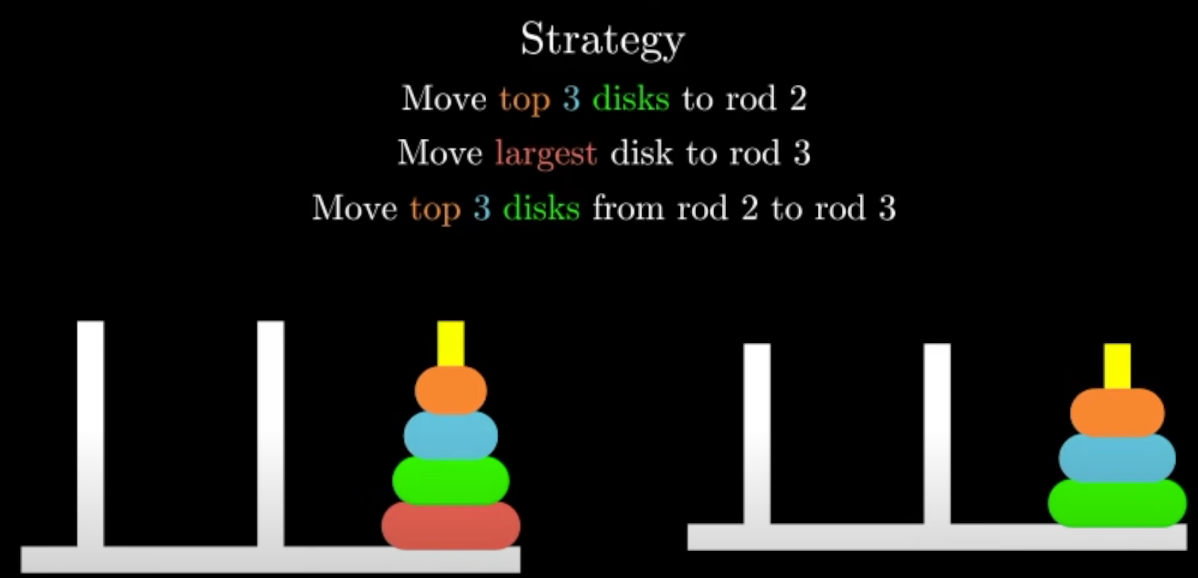 Strategy
Move top 3 disks to rod 2
Move largest disk to rod 3
Move top 3 disks from rod 2 to rod 3